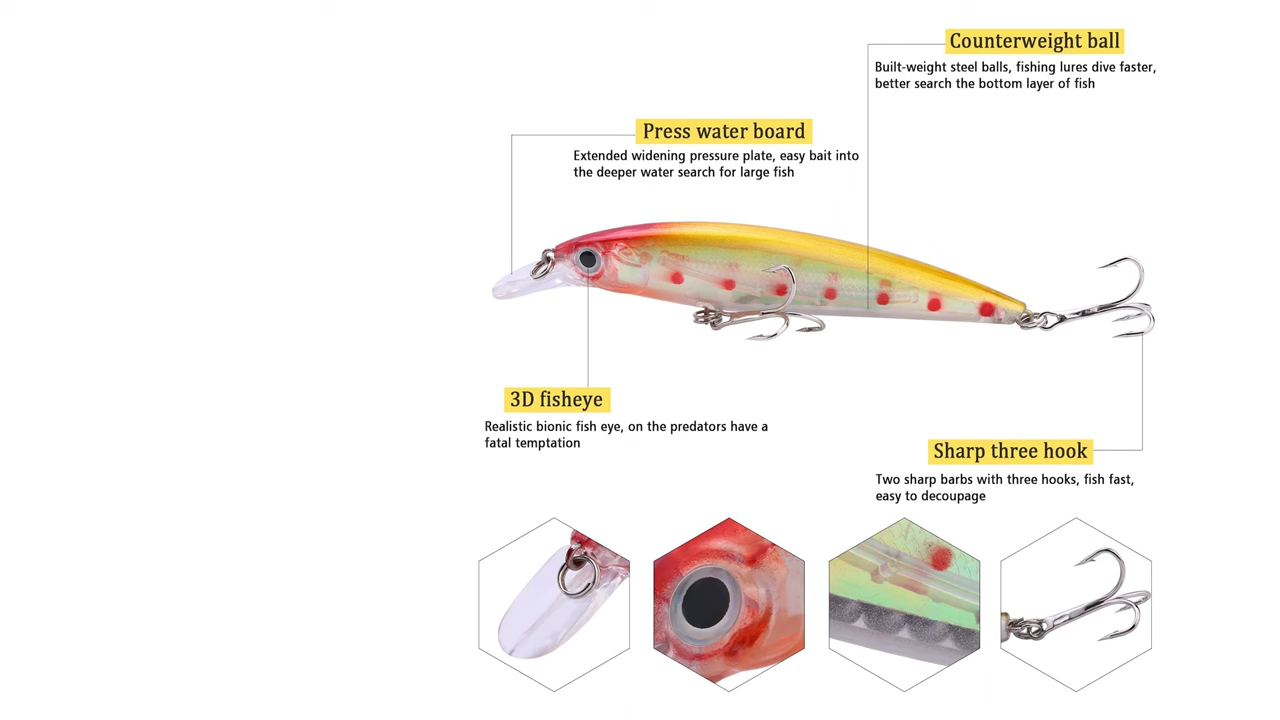 Counterweight ball
Built-weight steel balls, fishing lures dive faster,
better search the bottom layer of fish
Press water board
Extended widening pressure plate, easy bait into
the deeper water search for large fish
3D fisheye
Realistic bionic fish eye, on the predators have a
fatal temptation
Sharp three hook
Two sharp barbs with three hooks, fish fast,
easy to decoupage